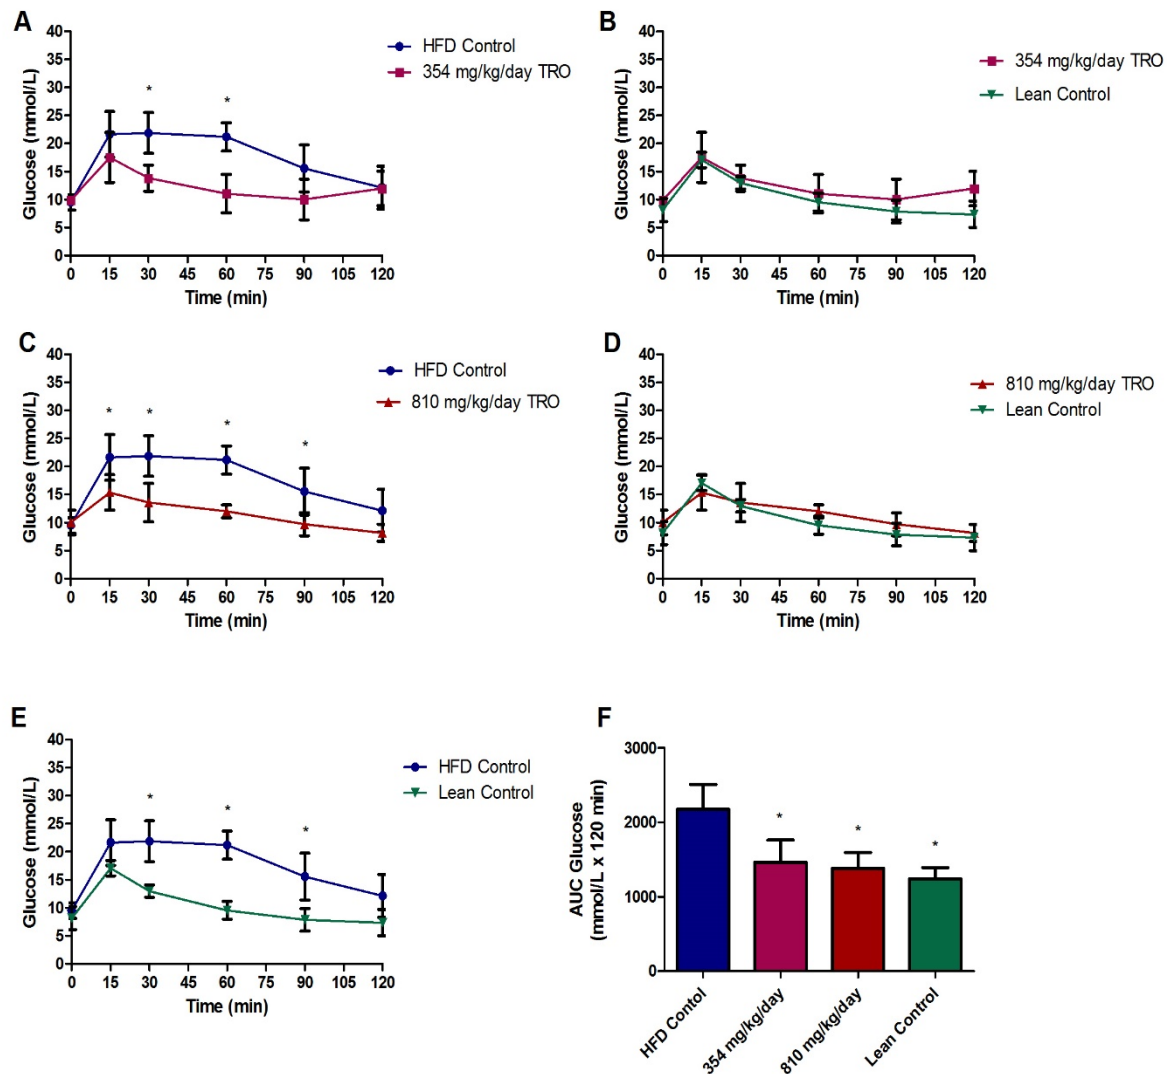 A
HFD Control
354 mg/kg/day TRO
*
*
Glucose (mmol/L)
40
35
30
25
20
15
10
5
0
0 15 30 45 60 75 90 105 120
Time (min)
B
354 mg/kg/day TRO
Lean Control
Glucose (mmol/L)
40
35
30
25
20
15
10
5
0
0 15 30 45 60 75 90 105 120
Time (min)
C
HFD Control
810 mg/kg/day TRO
* * * *
Glucose (mmol/L)
40
35
30
25
20
15
10
5
0
0 15 30 45 60 75 90 105 120
Time (min)
D
810 mg/kg/day TRO
Lean Control
Glucose (mmol/L)
40
35
30
25
20
15
10
5
0
0 15 30 45 60 75 90 105 120
Time (min)
E
HFD Control
Lean Control
* * *
Glucose (mmol/L)
40
35
30
25
20
15
10
5
0
0 15 30 45 60 75 90 105 120
Time (min)
F
AUC Glucose
(mmol/L x 120 min)
3000
2000
1000
0
* * *
HFD Contol
354 mg/kg/day
810 mg/kg/day
Lean Control